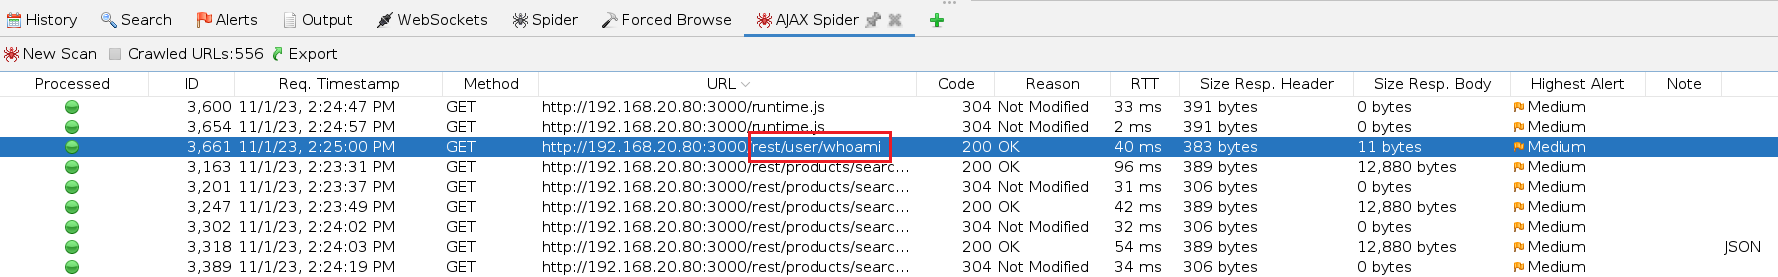 History Search Alerts Output WebSockets Spider Forced Browse AJAX Spider
New Scan Crawled URLs:556 Export
Processed ID Req. Timestamp Method URL Code Reason RTT Size Resp. Header Size Resp. Body Highest Alert Note
3,600 11/1/23, 2:24:47 PM GET http://192.168.20.80:3000/runtime.js 304 Not Modified 33 ms 391 bytes 0 bytes Medium
3,654 11/1/23, 2:24:57 PM GET http://192.168.20.80:3000/runtime.js 304 Not Modified 2 ms 391 bytes 0 bytes Medium
3,661 11/1/23, 2:25:00 PM GET http://192.168.20.80:3000/rest/user/whoami 200 OK 40 ms 383 bytes 11 bytes Medium
3,163 11/1/23, 2:23:31 PM GET http://192.168.20.80:3000/rest/products/searc... 200 OK 96 ms 389 bytes 12,880 bytes Medium
3,201 11/1/23, 2:23:37 PM GET http://192.168.20.80:3000/rest/products/searc... 304 Not Modified 31 ms 306 bytes 0 bytes Medium
3,247 11/1/23, 2:23:49 PM GET http://192.168.20.80:3000/rest/products/searc... 200 OK 42 ms 389 bytes 12,880 bytes Medium
3,302 11/1/23, 2:24:02 PM GET http://192.168.20.80:3000/rest/products/searc... 304 Not Modified 32 ms 306 bytes 0 bytes Medium
3,318 11/1/23, 2:24:03 PM GET http://192.168.20.80:3000/rest/products/searc... 200 OK 54 ms 389 bytes 12,880 bytes Medium JSON
3,389 11/1/23, 2:24:19 PM GET http://192.168.20.80:3000/rest/products/searc... 304 Not Modified 34 ms 306 bytes 0 bytes Medium